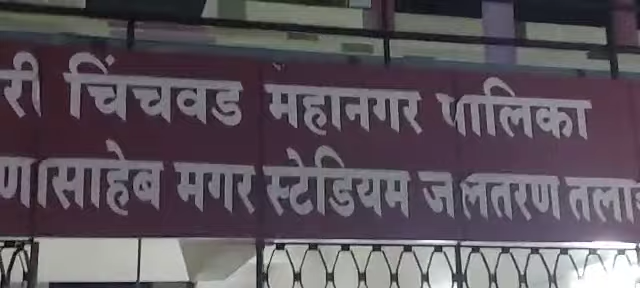 री चिंचवड महानगर पालिका
णासाहेब मगर स्टेडियम जलतरण तला